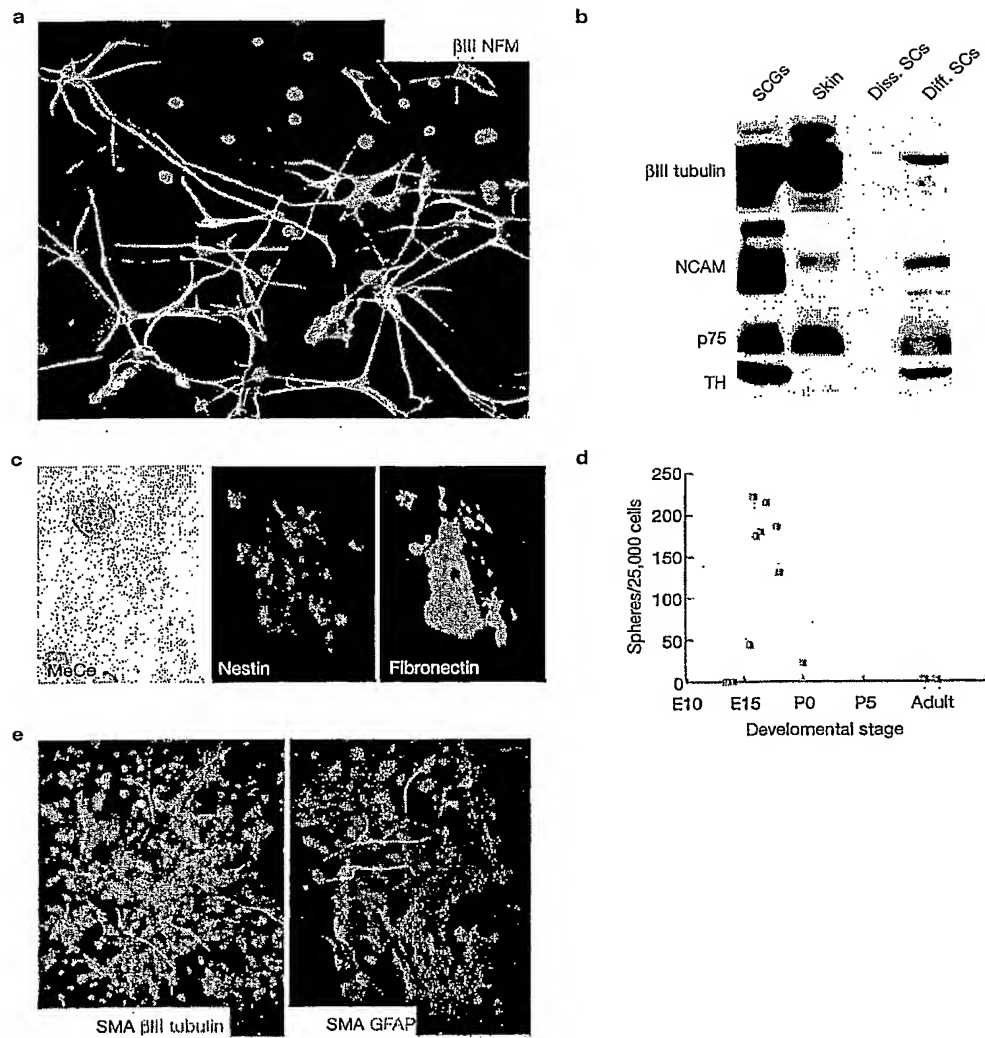 a
βIII NFM
b
SCGs
Skin
Diss. SCs
Diff. SCs
βIII tubulin
NCAM
p75
TH
c
MeCe
Nestin
Fibronectin
d
Spheres/25,000 cells
250
200
150
100
50
0
E10
E15
P0
P5
Adult
Develomental stage
e
SMA βIII tubulin
SMA GFAP